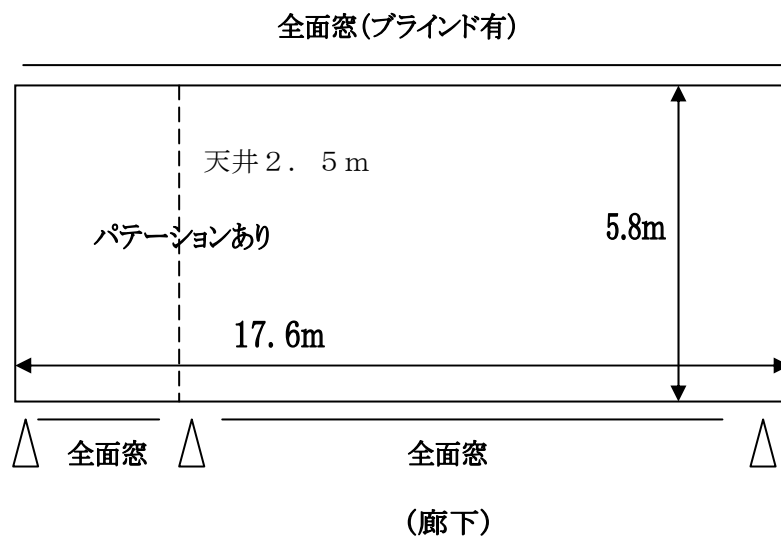 全面窓(ブラインド有)
天井２．５ｍ
パテーションあり
5.8m
17.6m
全面窓
全面窓
(廊下)